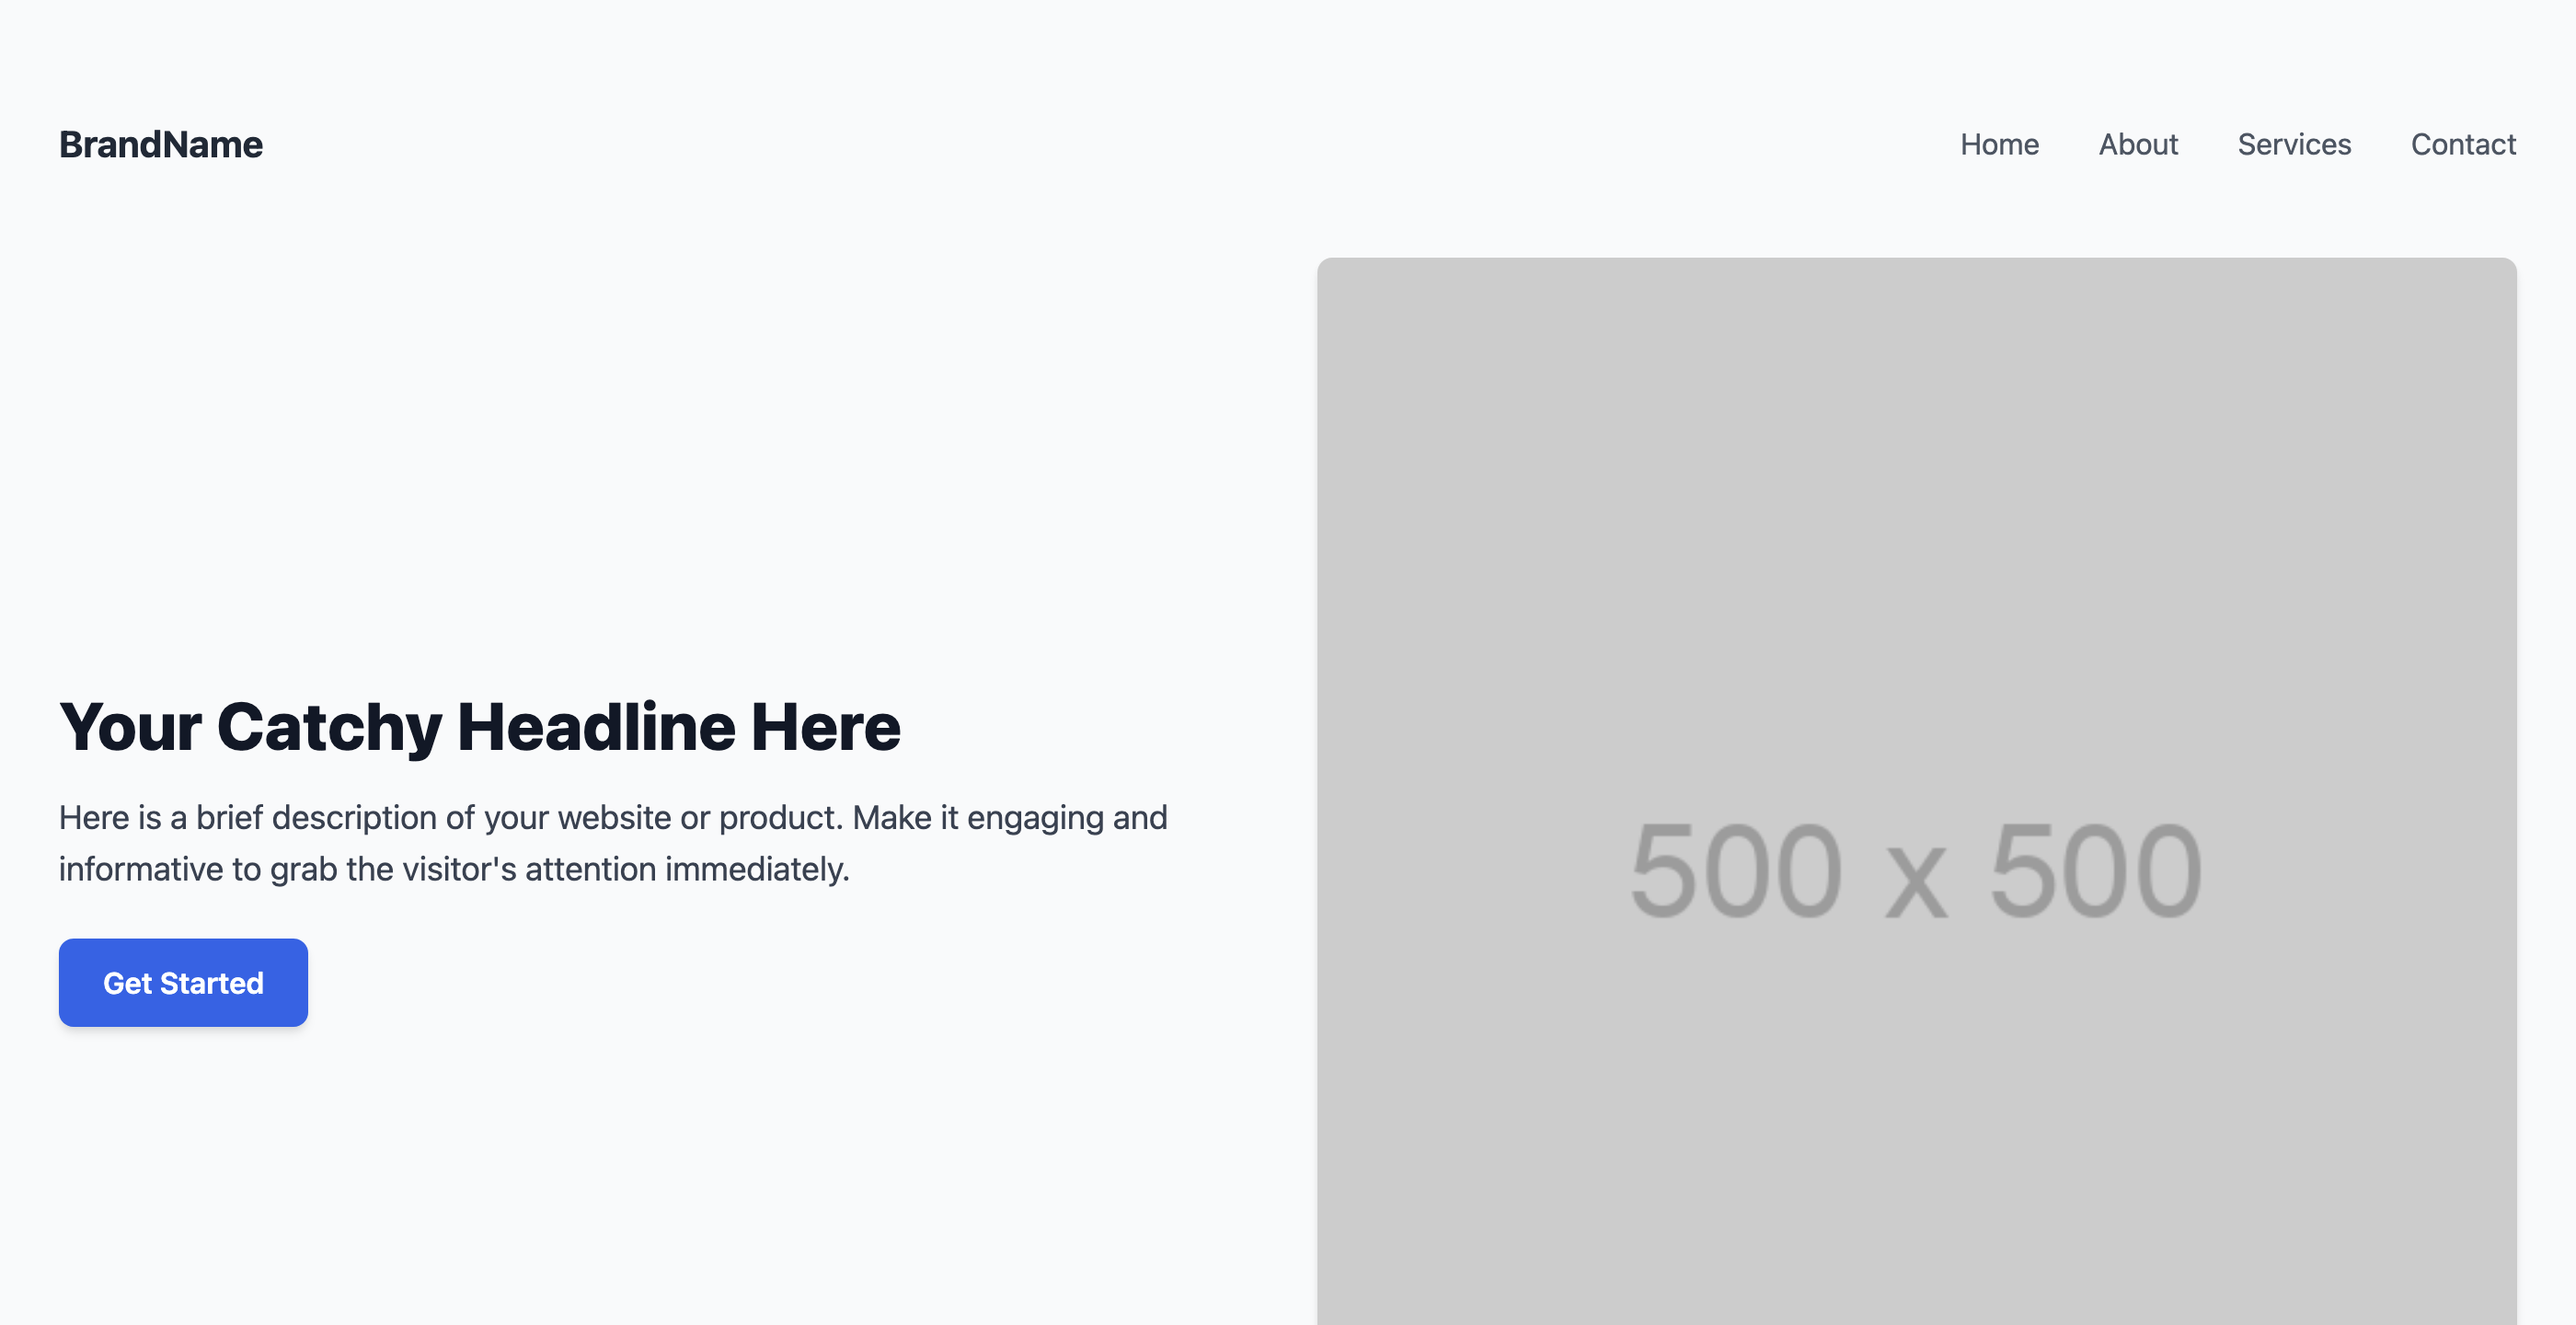 BrandName
Home About Services Contact
Your Catchy Headline Here
Here is a brief description of your website or product. Make it engaging and
informative to grab the visitor's attention immediately.
Get Started
500 x 500